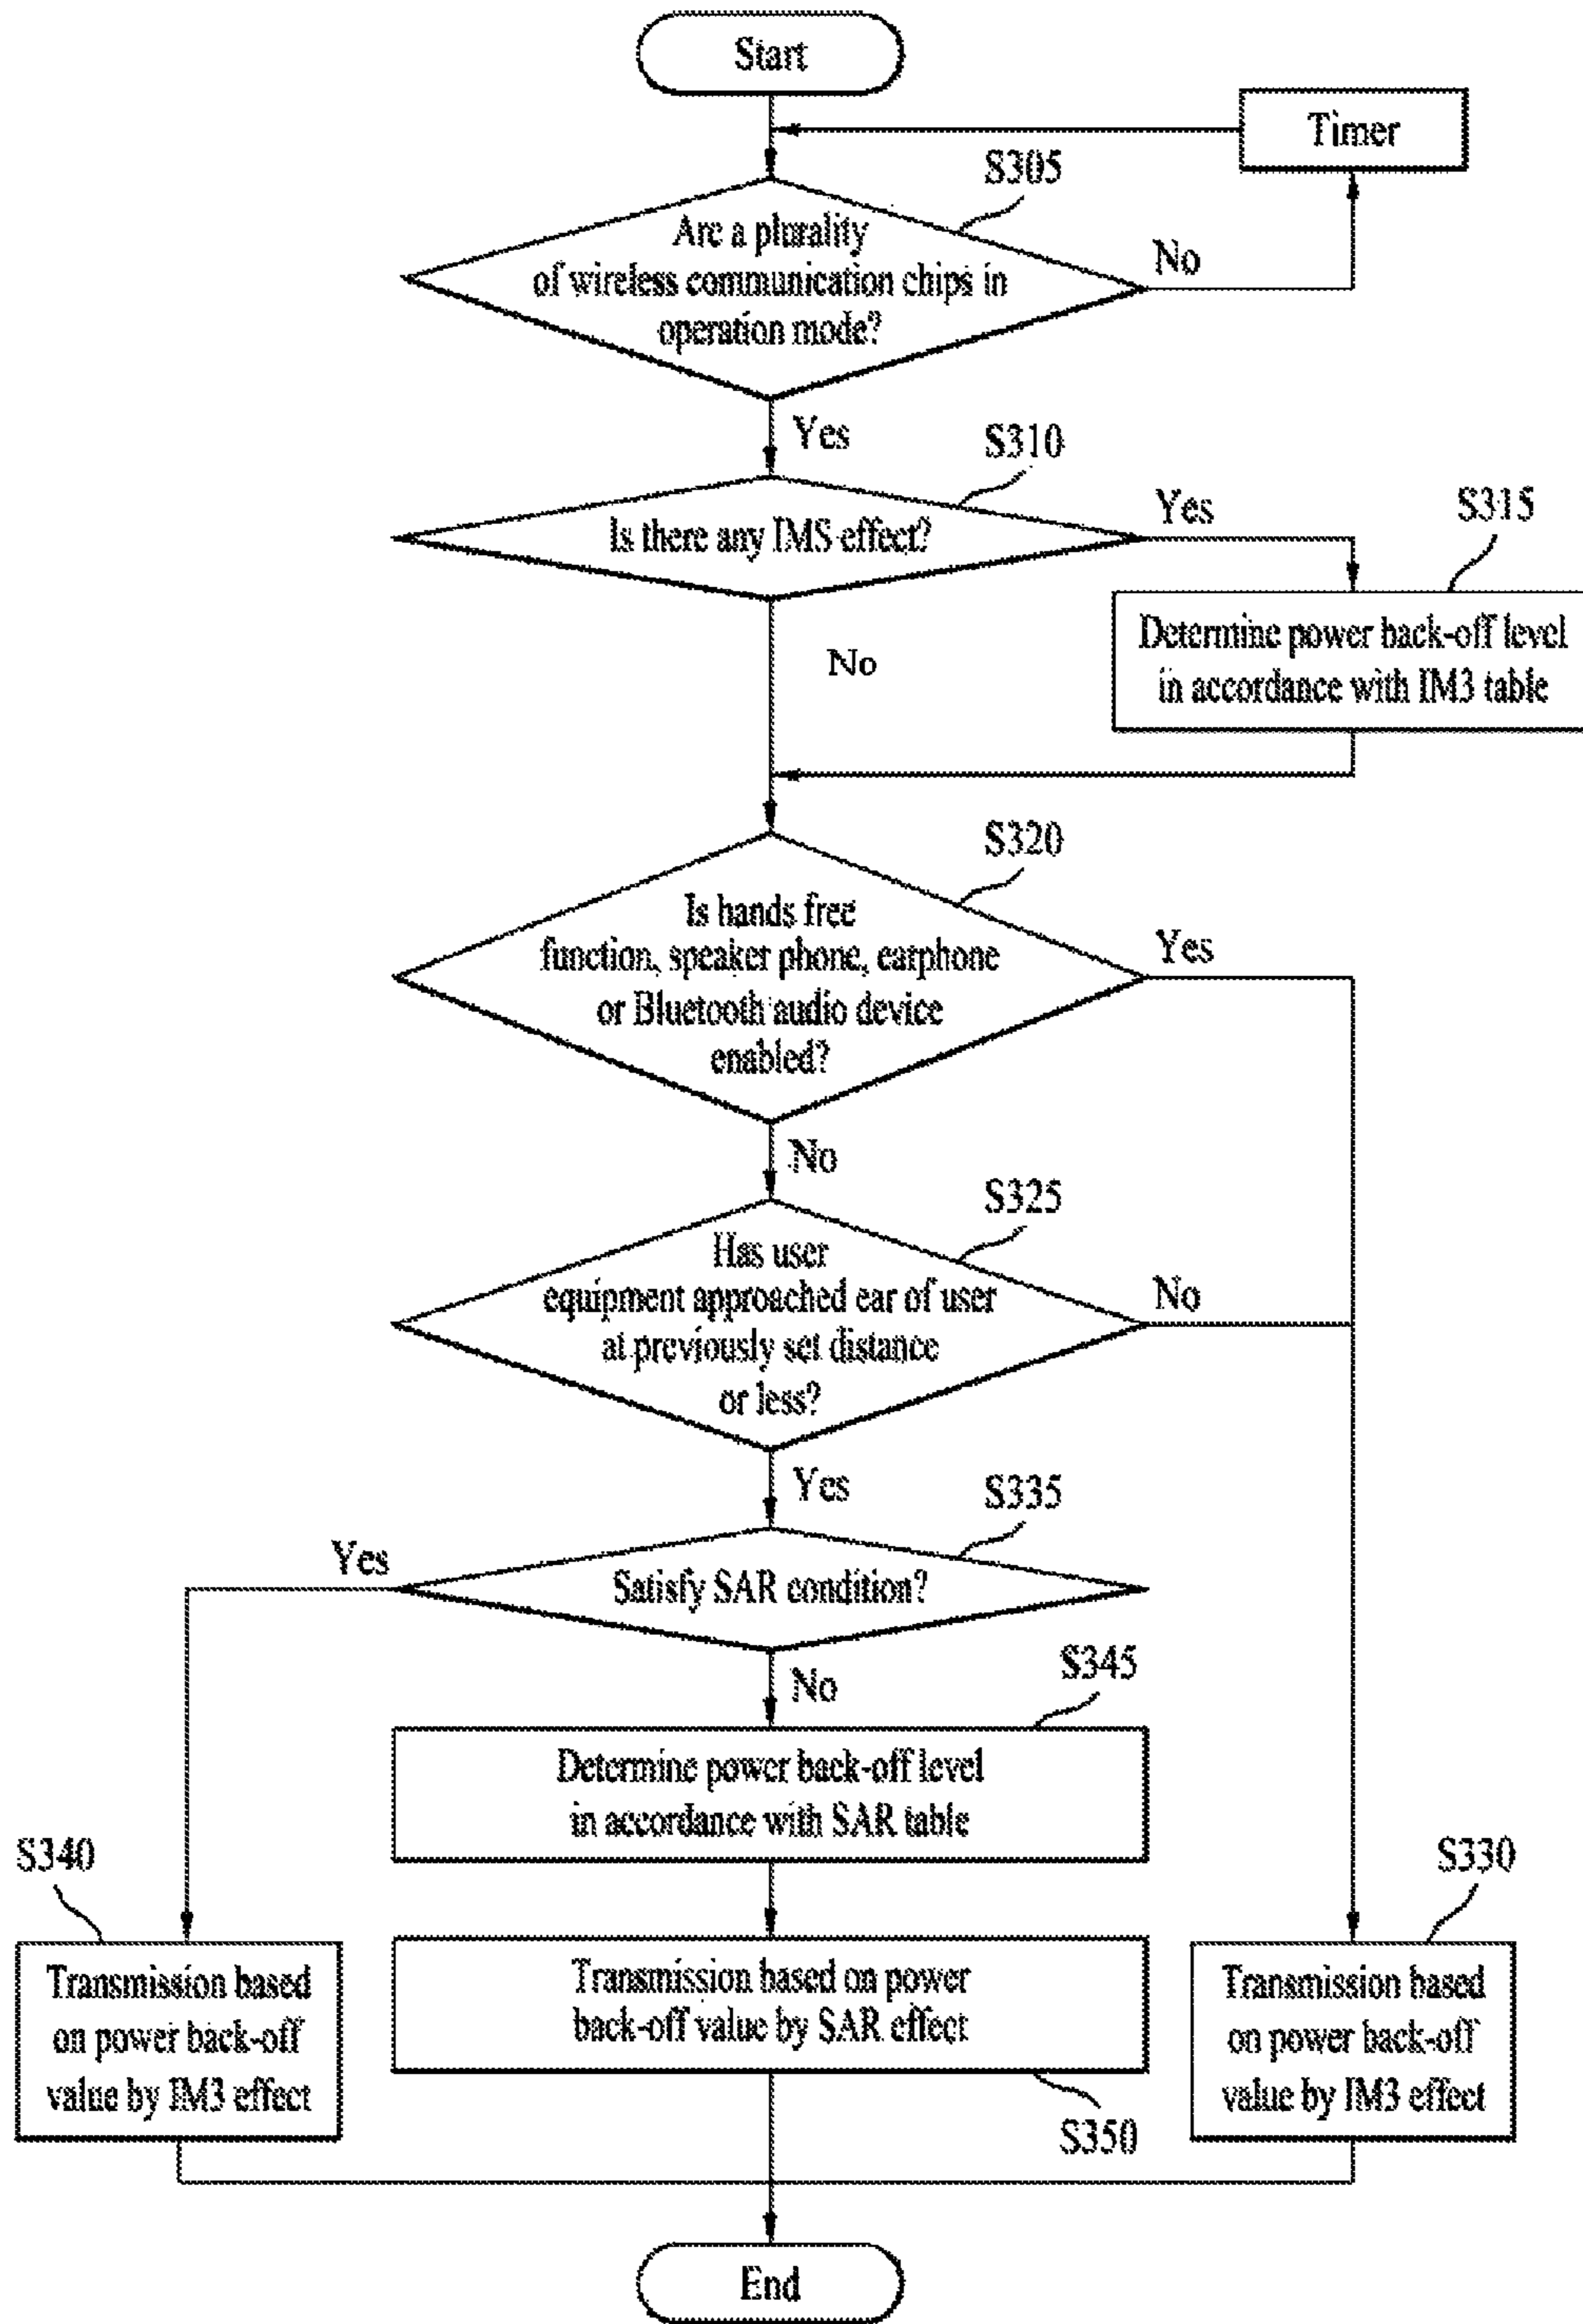 Start
Timer
S305
Are a plurality
of wireless communication chips in
operation mode?
No
Yes
S310
Is there any IMS effect?
Yes
S315
Determine power back-off level
in accordance with IM3 table
No
S320
Is hands free
function, speaker phone, earphone
or Bluetooth audio device
enabled?
Yes
No
S325
Has user
equipment approached ear of user
at previously set distance
or less?
No
Yes
S335
Yes
Satisfy SAR condition?
No
S345
Determine power back-off level
in accordance with SAR table
S340
S330
Transmission based
on power back-off
value by IM3 effect
Transmission based on power
back-off value by SAR effect
Transmission based
on power back-off
value by IM3 effect
S350
End